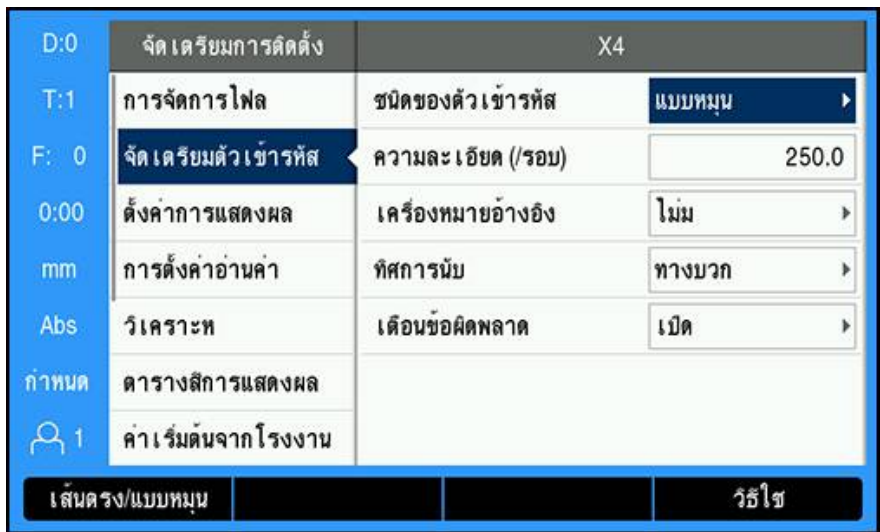 D:0
จัดเตรียมการติดตั้ง
X4
T:1
การจัดการไฟล
ชนิดของตัวเข้ารหัส
แบบหมุน
F: 0
จัดเตรียมตัวเข้ารหัส
ความละเอียด (/รอบ)
250.0
0:00
ตั้งค่าการแสดงผล
เครื่องหมายอ้างอิง
ไม่ม
mm
การตั้งค่าอ่านค่า
ทิศการนับ
ทางบวก
Abs
วิเคราะห
เตือนข้อผิดพลาด
เปิด
กำหนด
ตารางสีการแสดงผล
1
ค่าเริ่มต้นจากโรงงาน
เส้นตรง/แบบหมุน
วิธีใช